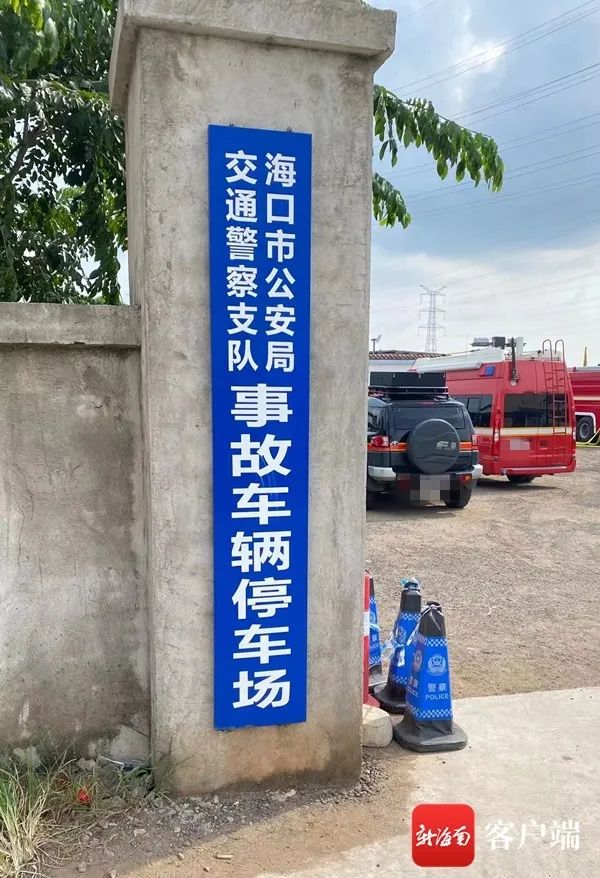 海口市公安局
交通警察支队
事故车辆停车场
警察
POLICE
新海南
客户端